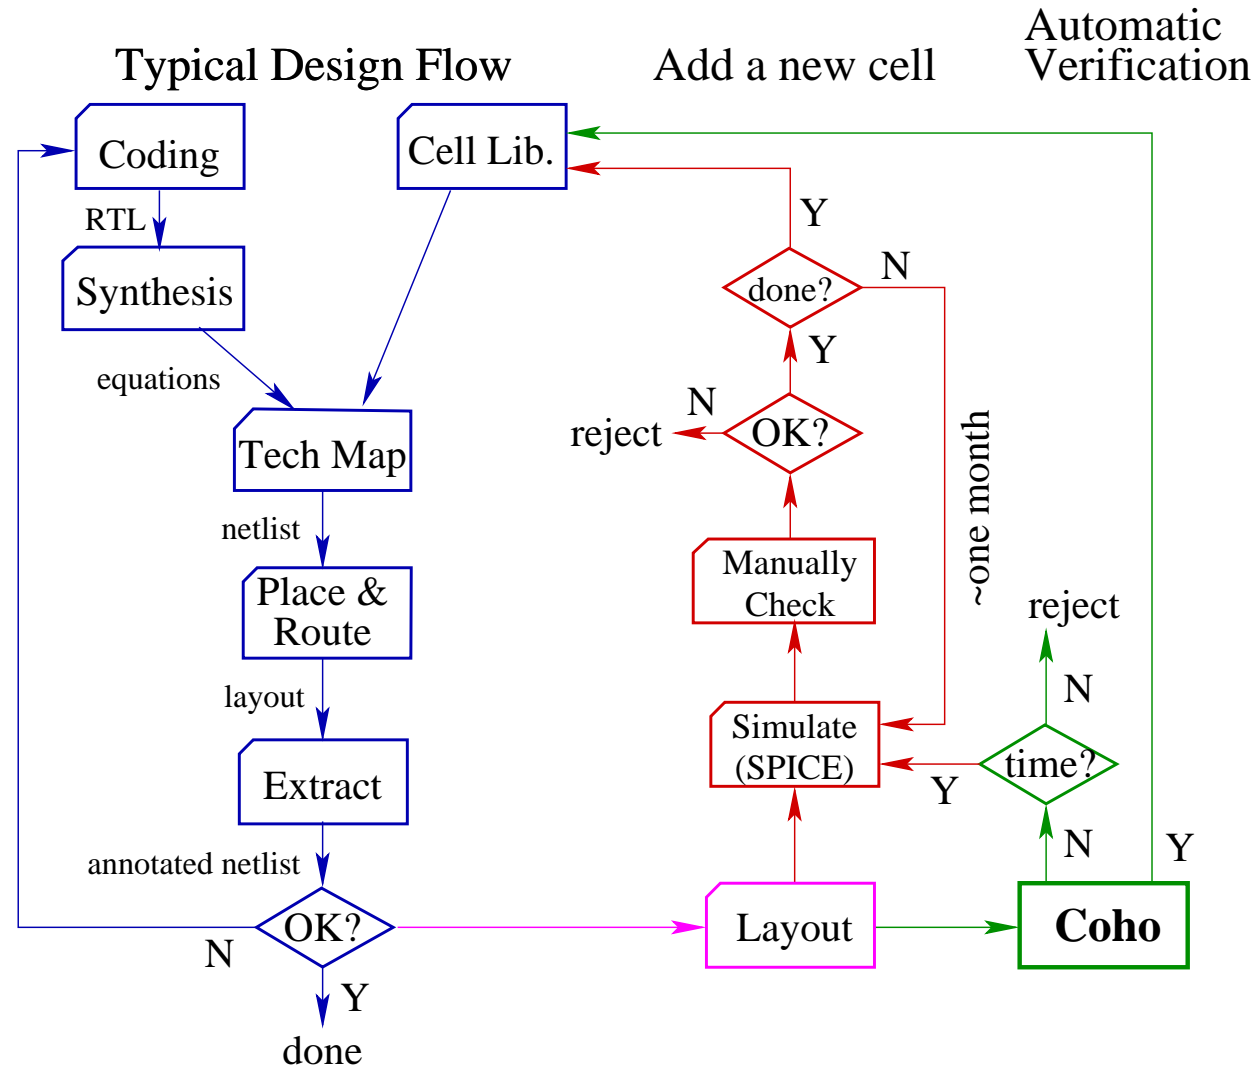 Typical Design Flow
Add a new cell
Automatic
Verification
Coding
Cell Lib.
RTL
Synthesis
equations
Tech Map
netlist
Place &
Route
layout
Extract
annotated netlist
OK?
N
Y
done
Y
done?
N
Y
OK?
N
reject
~one month
Manually
Check
Simulate
(SPICE)
Layout
reject
N
time?
Y
N
Y
Coho